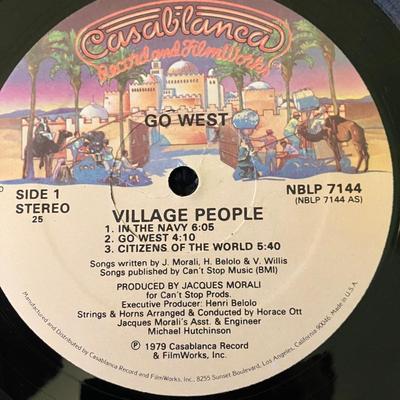 Casablanca
Record and FilmWorks
GO WEST
SIDE 1
STEREO
25
NBLP 7144
(NBLP 7144 AS)
VILLAGE PEOPLE
1. IN THE NAVY 6:05
2. GO WEST 4:10
3. CITIZENS OF THE WORLD 5:40
Songs written by J. Morali, H. Belolo & V. Willis
Songs published by Can't Stop Music (BMI)
PRODUCED BY JACQUES MORALI
for Can't Stop Prods.
Executive Producer: Henri Belolo
Strings & Horns Arranged & Conducted by Horace Ott
Jacques Morali's Asst. & Engineer
Michael Hutchinson
℗ 1979 Casablanca Record
& FilmWorks, Inc.
Manufactured and Distributed by Casablanca Record and FilmWorks, Inc., 8255 Sunset Boulevard, Los Angeles, California 90046. Made in U.S.A.